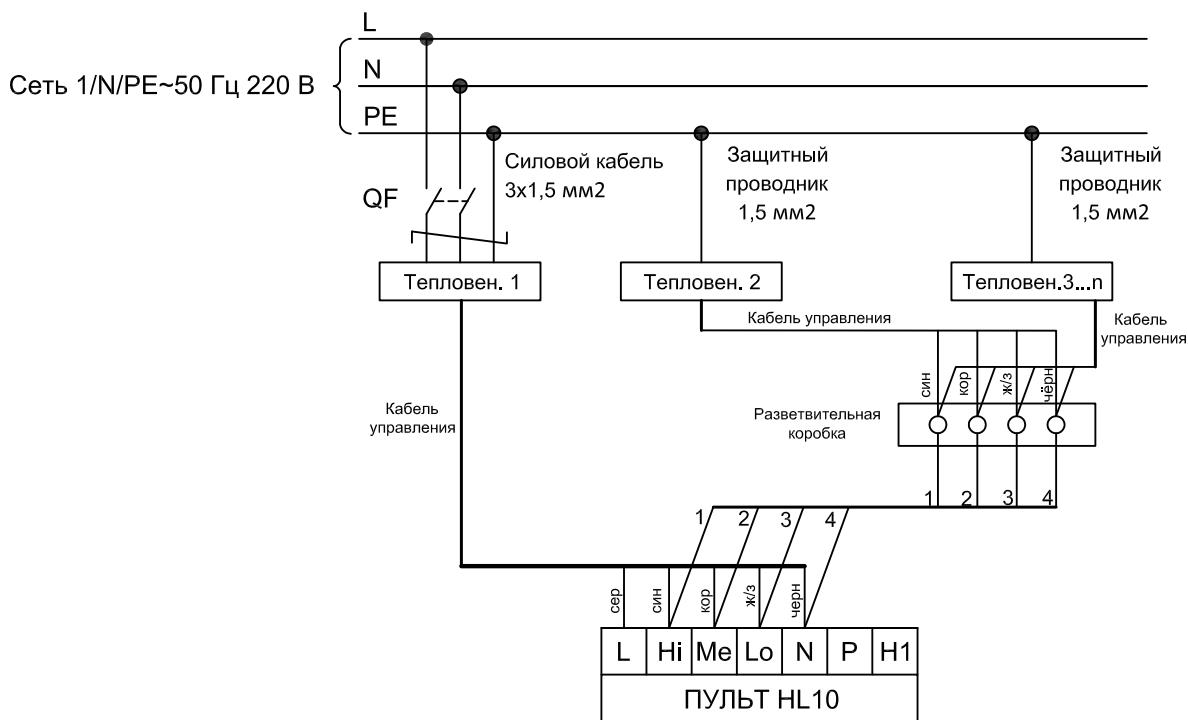 L
Сеть 1/N/PE~50 Гц 220 В
N
PE
Силовой кабель
3x1,5 мм2
Защитный
проводник
1,5 мм2
Защитный
проводник
1,5 мм2
QF
Тепловен. 1
Тепловен. 2
Тепловен.3...n
Кабель управления
Кабель
управления
син
кор
ж/з
чёрн
Кабель
управления
Разветвительная
коробка
1 2 3 4
1 2 3 4
сер
син
кор
ж/з
черн
L Hi Me Lo N P H1
ПУЛЬТ HL10